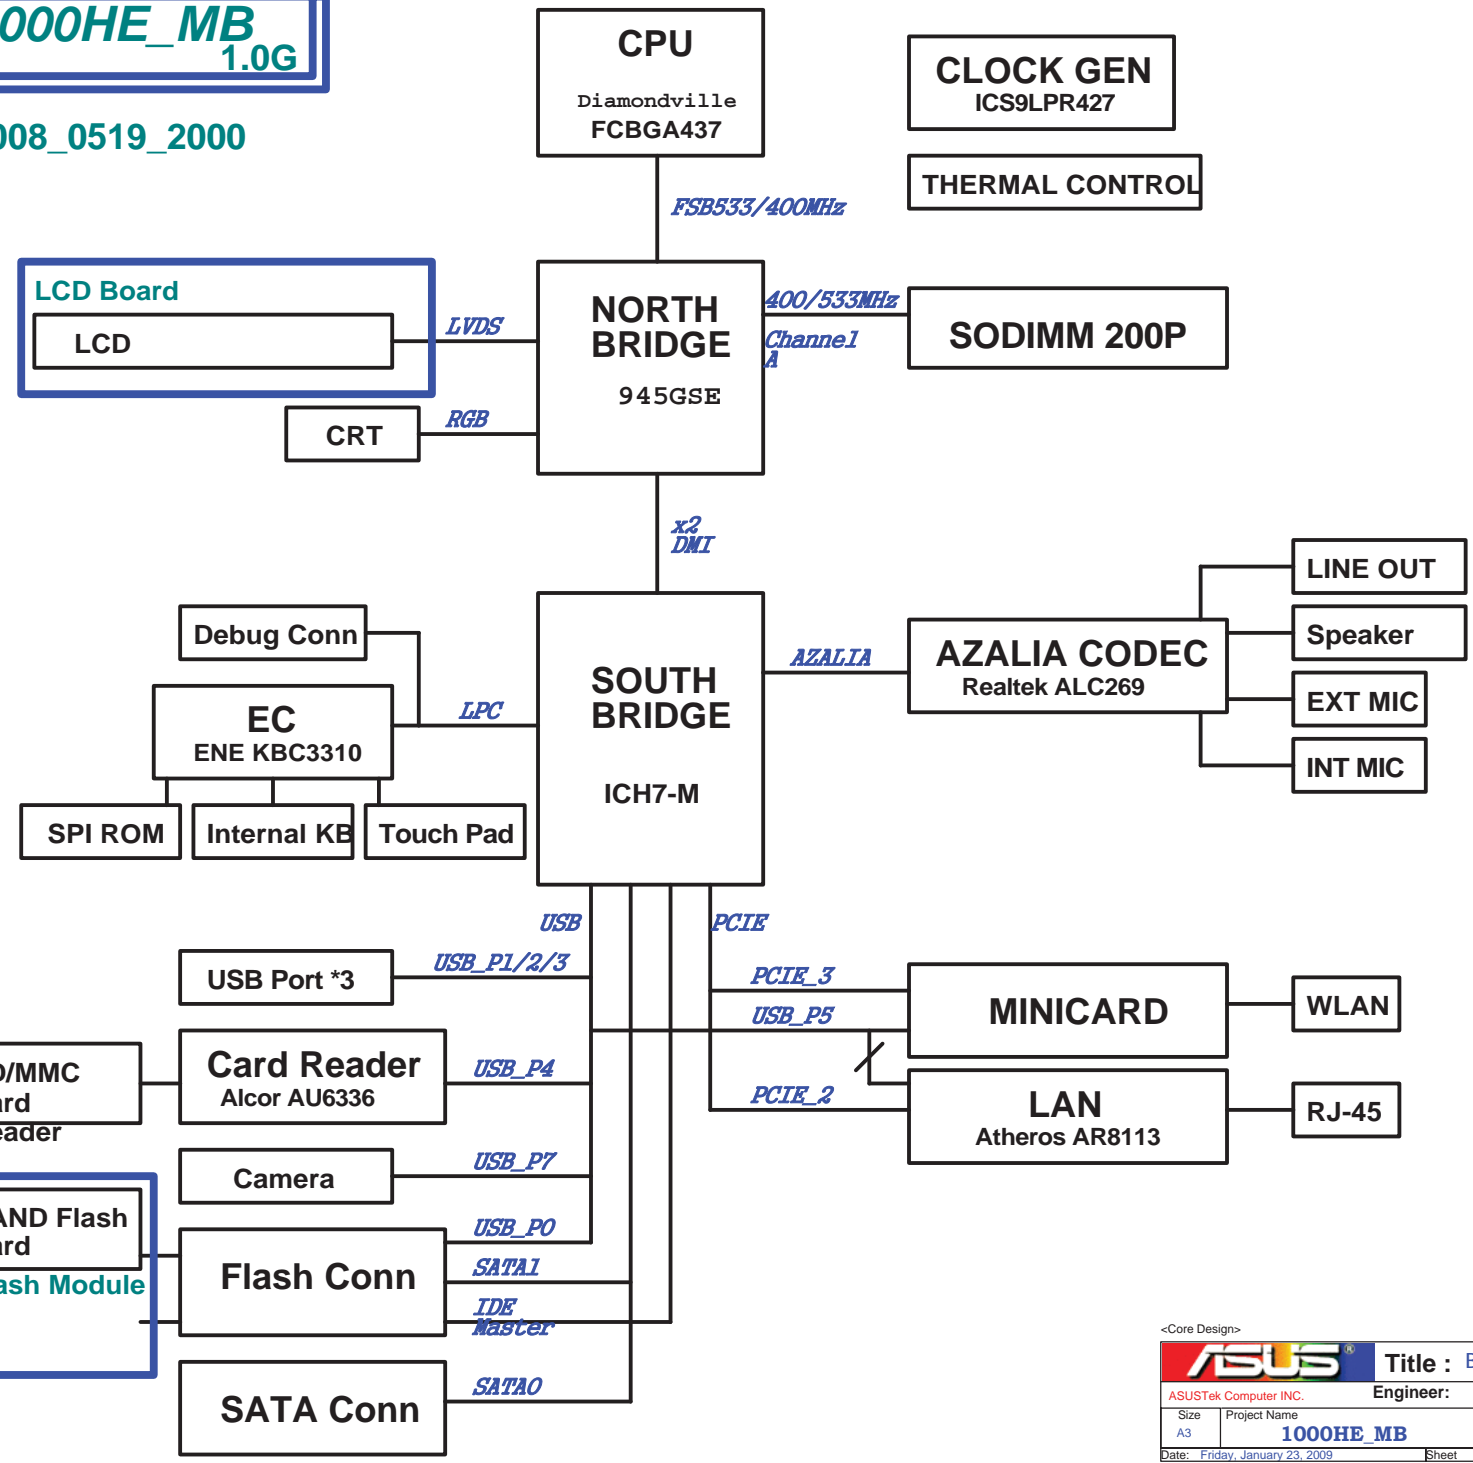 000HE_MB
1.0G
008_0519_2000
CPU
Diamondville
FCBGA437
CLOCK GEN
ICS9LPR427
THERMAL CONTROL
FSB533/400MHz
LCD Board
LCD
LVDS
NORTH
BRIDGE
945GSE
400/533MHz
Channel
A
SODIMM 200P
CRT
RGB
x2
DMI
Debug Conn
EC
ENE KBC3310
LPC
SPI ROM
Internal KB
Touch Pad
SOUTH
BRIDGE
ICH7-M
AZALIA
AZALIA CODEC
Realtek ALC269
LINE OUT
Speaker
EXT MIC
INT MIC
USB
PCIE
USB Port *3
USB_P1/2/3
PCIE_3
USB_P5
MINICARD
WLAN
D/MMC
ard
eader
Card Reader
Alcor AU6336
USB_P4
PCIE_2
LAN
Atheros AR8113
RJ-45
Camera
USB_P7
AND Flash
ard
ash Module
Flash Conn
USB_P0
SATA1
IDE
Master
SATA Conn
SATA0
<Core Design>
ASUS®
Title : B
ASUSTek Computer INC.
Engineer:
Size
Project Name
A3
1000HE_MB
Date: Friday, January 23, 2009
Sheet